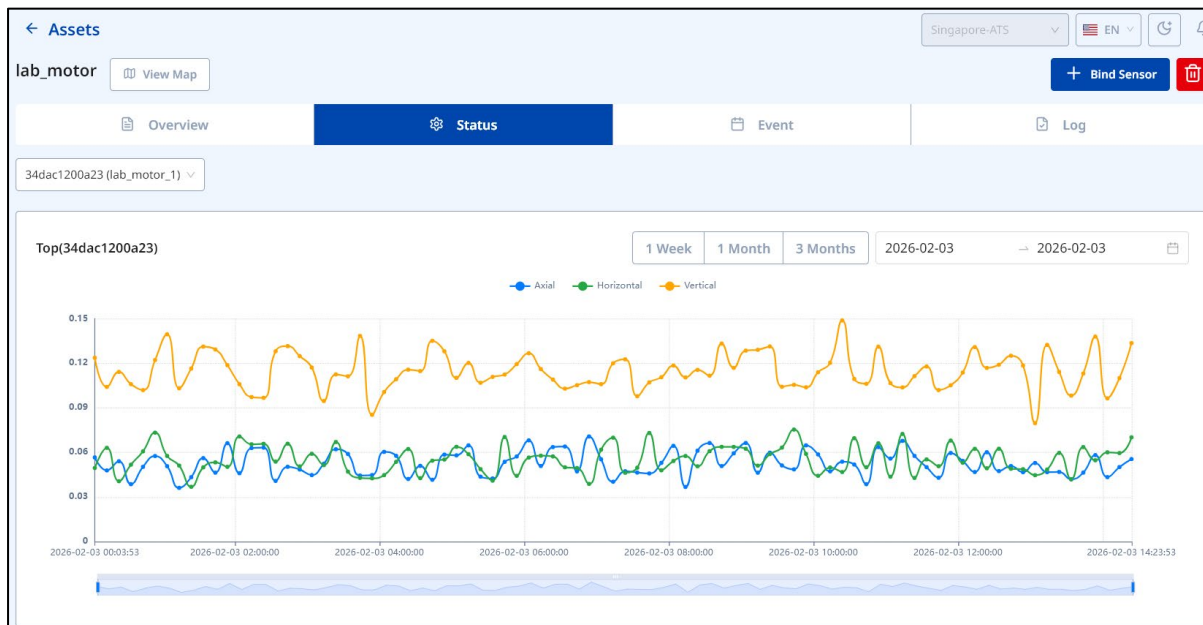 ← Assets
Singapore-ATS
EN
lab_motor
View Map
+ Bind Sensor
Overview
Status
Event
Log
34dac1200a23 (lab_motor_1)
Top(34dac1200a23)
1 Week
1 Month
3 Months
2026-02-03 → 2026-02-03
Axial
Horizontal
Vertical
0.15
0.12
0.09
0.06
0.03
0
2026-02-03 00:03:53
2026-02-03 02:00:00
2026-02-03 04:00:00
2026-02-03 06:00:00
2026-02-03 08:00:00
2026-02-03 10:00:00
2026-02-03 12:00:00
2026-02-03 14:23:53